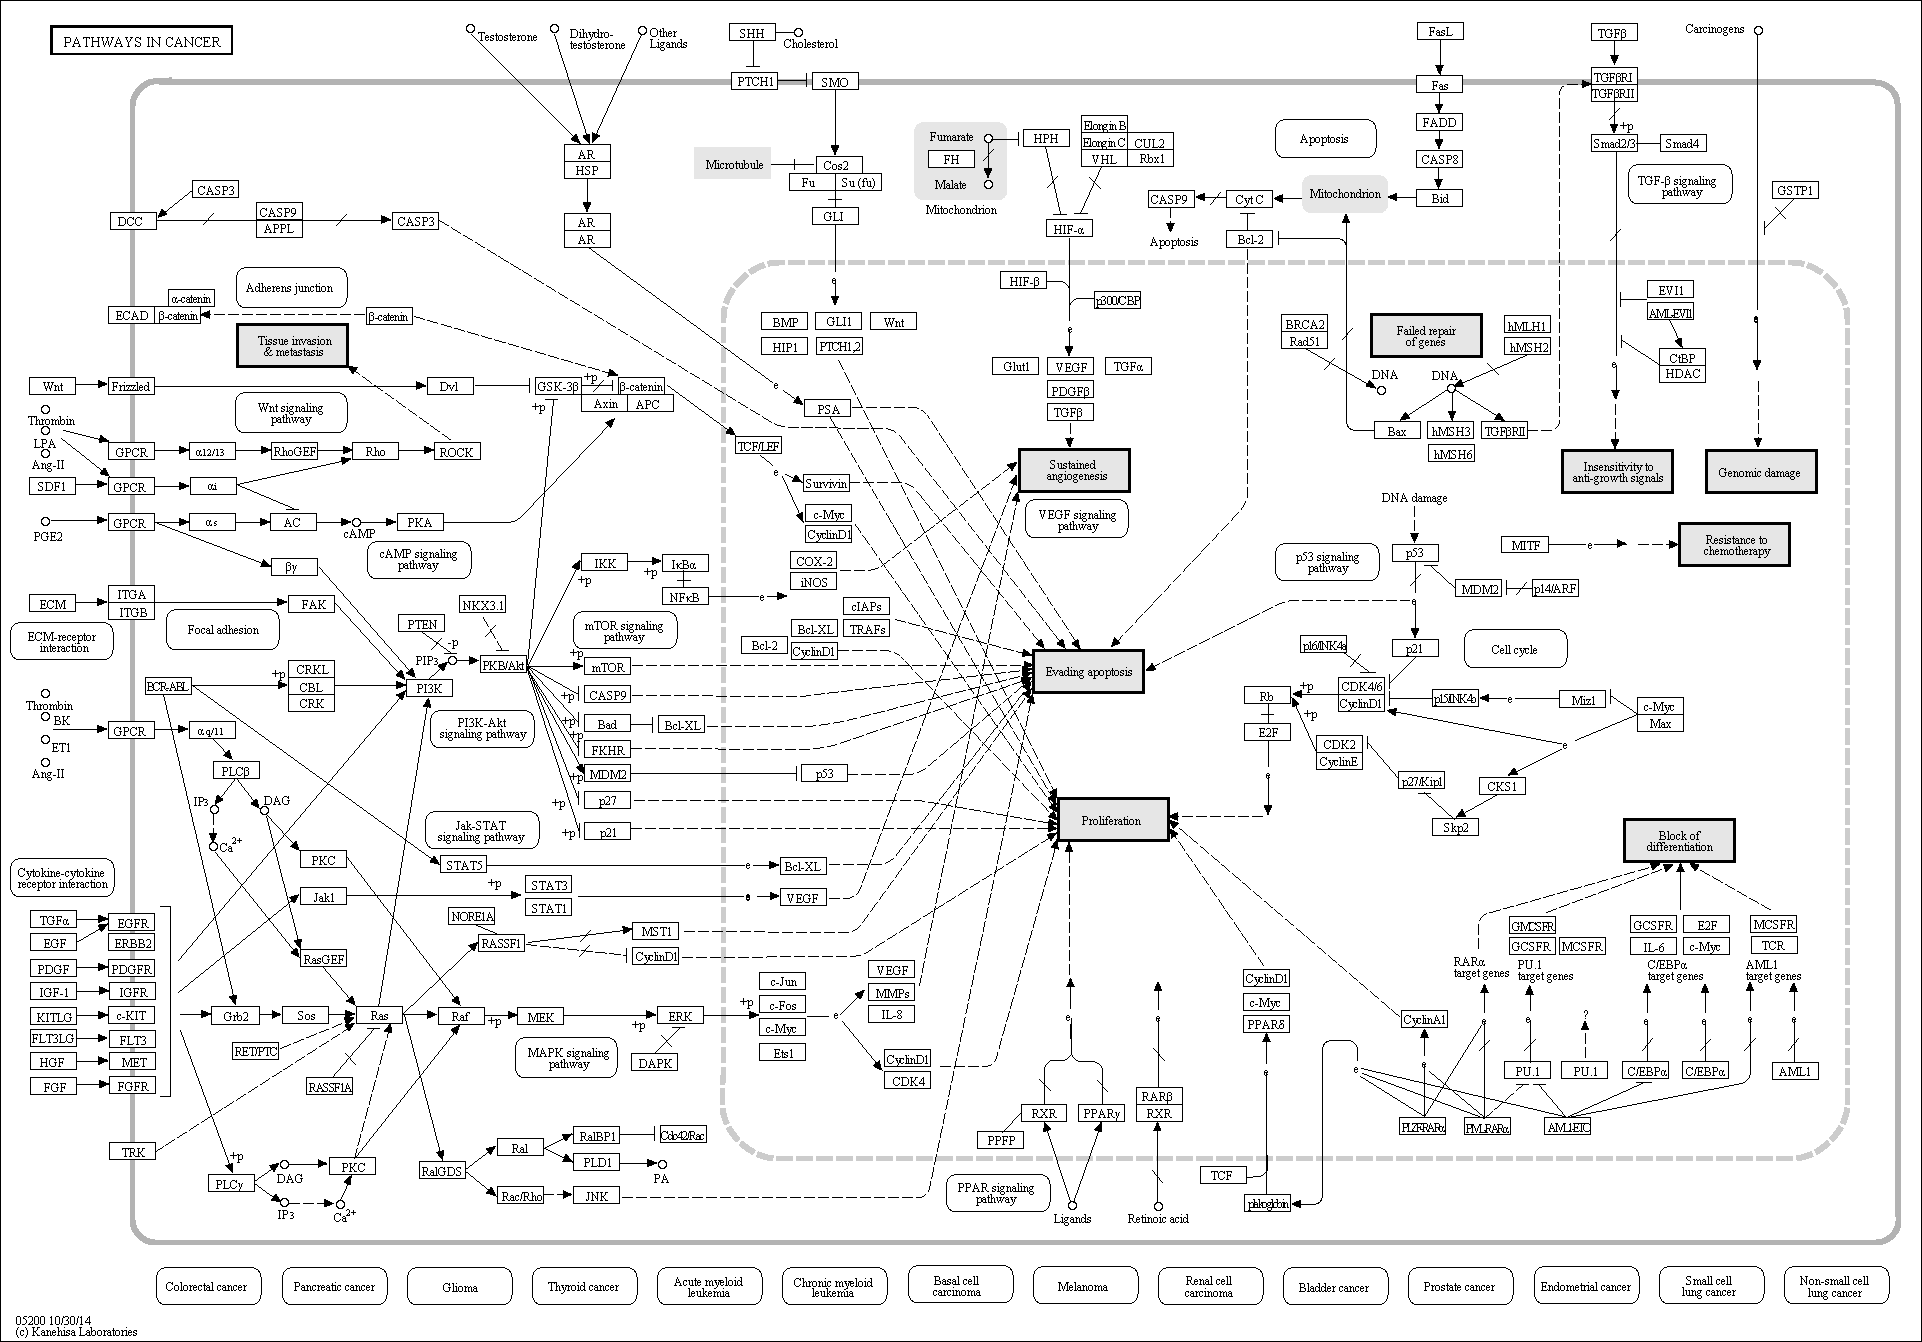 PATHWAYS IN CANCER
Testosterone
Dihydro-
testosterone
Other
Ligands
SHH
Cholesterol
PTCH1
SMO
FasL
Fas
FADD
CASP8
Bid
TGFβ
TGFβRI
TGFβRII
+p
Smad2/3
Smad4
TGF-β signaling
pathway
Carcinogens
GSTP1
AR
HSP
AR
AR
Microtubule
Cos2
Fu
Su (fu)
GLI
Fumarate
FH
Malate
Mitochondrion
HPH
Elongin B
Elongin C
CUL2
VHL
Rbx1
HIF-α
Apoptosis
CASP9
CytC
Mitochondrion
Apoptosis
Bcl-2
CASP3
DCC
CASP9
APPL
CASP3
Adherens junction
α-catenin
ECAD
β-catenin
β-catenin
Tissue invasion
& metastasis
e
BMP
GLI1
Wnt
HIP1
PTCH1,2
HIF-β
p300/CBP
e
Glut1
VEGF
TGFα
PDGFβ
TGFβ
BRCA2
Rad51
DNA
Failed repair
of genes
hMLH1
hMSH2
DNA
Bax
hMSH3
TGFβRII
hMSH6
EVI1
AML-EVI1
CtBP
HDAC
e
e
Wnt
Frizzled
Dvl
GSK-3β
+p
β-catenin
+p
Axin
APC
e
PSA
Wnt signaling
pathway
Thrombin
LPA
Ang-II
GPCR
α12/13
RhoGEF
Rho
ROCK
SDF1
GPCR
αi
TCF/LEF
e
Survivin
c-Myc
CyclinD1
Sustained
angiogenesis
VEGF signaling
pathway
Insensitivity to
anti-growth signals
Genomic damage
PGE2
GPCR
αs
AC
cAMP
PKA
cAMP signaling
pathway
βγ
DNA damage
p53
p53 signaling
pathway
MITF
e
Resistance to
chemotherapy
MDM2
p14/ARF
e
IKK
+p
+p
IκBα
NFκB
e
COX-2
iNOS
cIAPs
TRAFs
Bcl-XL
Bcl-2
CyclinD1
ECM
ITGA
ITGB
FAK
Focal adhesion
ECM-receptor
interaction
NKX3.1
PTEN
-p
PIP3
PKB/Akt
mTOR signaling
pathway
+p
mTOR
Evading apoptosis
p16/INK4a
p21
Cell cycle
BCR-ABL
+p
CRKL
CBL
CRK
PI3K
PI3K-Akt
signaling pathway
+p
CASP9
+p
Bad
Bcl-XL
+p
FKHR
+p
MDM2
p53
+p
p27
+p
p21
Rb
+p
CDK4/6
CyclinD1
p15/INK4b
Miz1
c-Myc
Max
+p
E2F
CDK2
CyclinE
e
p27/Kip1
CKS1
Skp2
e
Thrombin
BK
ET1
Ang-II
GPCR
αq/11
PLCβ
IP3
DAG
Ca2+
PKC
Jak-STAT
signaling pathway
Proliferation
Block of
differentiation
Cytokine-cytokine
receptor interaction
STAT5
e
Bcl-XL
Jak1
+p
STAT3
STAT1
e
VEGF
TGFα
EGFR
EGF
ERBB2
PDGF
PDGFR
IGF-1
IGFR
KITLG
c-KIT
FLT3LG
FLT3
HGF
MET
FGF
FGFR
NORE1A
RASSF1
MST1
CyclinD1
RasGEF
Grb2
Sos
Ras
Raf
+p
MEK
+p
ERK
+p
RET/PTC
RASSF1A
MAPK signaling
pathway
DAPK
c-Jun
c-Fos
c-Myc
Ets1
e
VEGF
MMPs
IL-8
CyclinD1
CDK4
e
e
RXR
PPARγ
PPFP
RARβ
RXR
CyclinD1
c-Myc
PPARδ
e
CyclinA1
e
e
RARα
target genes
GMCSFR
GCSFR
MCSFR
PU.1
target genes
GCSFR
E2F
IL-6
c-Myc
C/EBPα
target genes
MCSFR
TCR
AML1
target genes
e
e
?
e
e
e
e
PU.1
PU.1
C/EBPα
C/EBPα
AML1
PLZF-RARα
PML-RARα
AML1-ETO
TRK
+p
PLCγ
DAG
IP3
Ca2+
PKC
RalGDS
Ral
RalBP1
Cdc42/Rac
PLD1
PA
Rac/Rho
JNK
PPAR signaling
pathway
Ligands
Retinoic acid
TCF
plakoglobin
Colorectal cancer
Pancreatic cancer
Glioma
Thyroid cancer
Acute myeloid
leukemia
Chronic myeloid
leukemia
Basal cell
carcinoma
Melanoma
Renal cell
carcinoma
Bladder cancer
Prostate cancer
Endometrial cancer
Small cell
lung cancer
Non-small cell
lung cancer
05200 10/30/14
(c) Kanehisa Laboratories